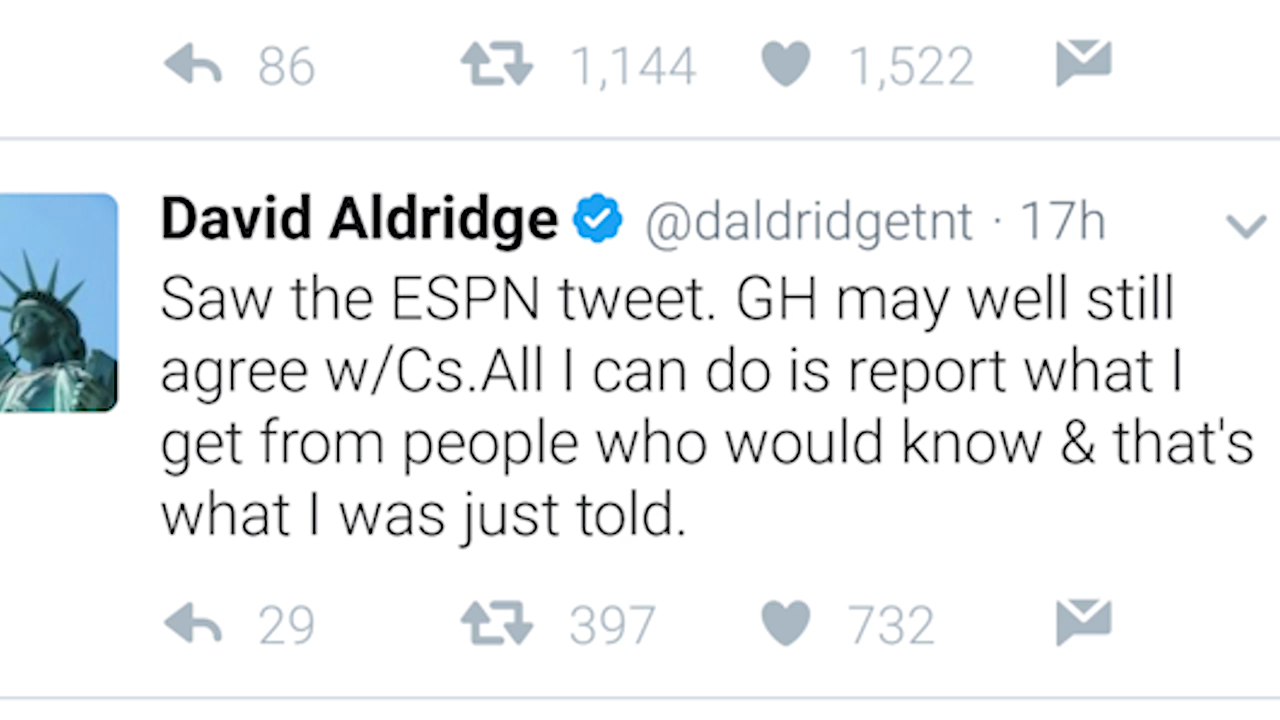 86 1,144 1,522
David Aldridge @daldridgetnt · 17h
Saw the ESPN tweet. GH may well still
agree w/Cs.All I can do is report what I
get from people who would know & that's
what I was just told.
29 397 732